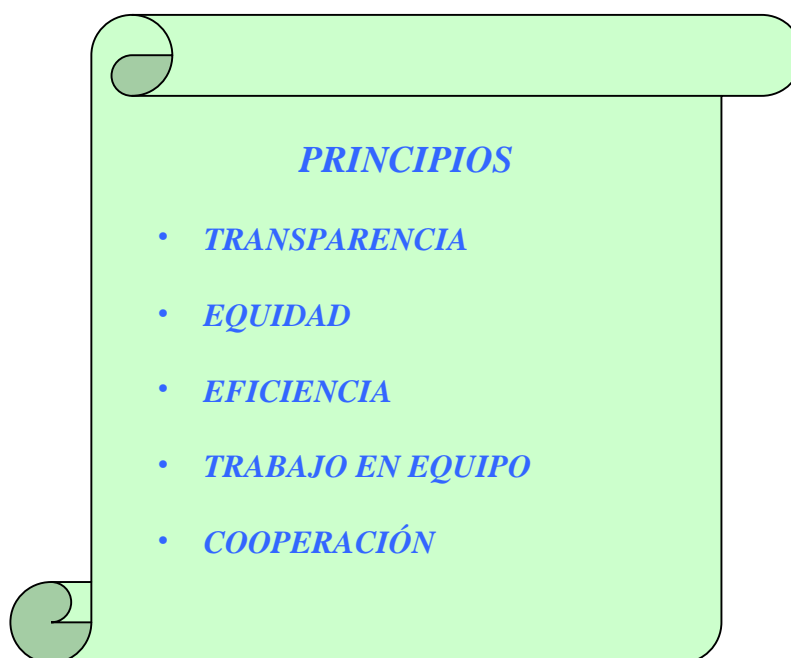 PRINCIPIOS
• TRANSPARENCIA
• EQUIDAD
• EFICIENCIA
• TRABAJO EN EQUIPO
• COOPERACIÓN